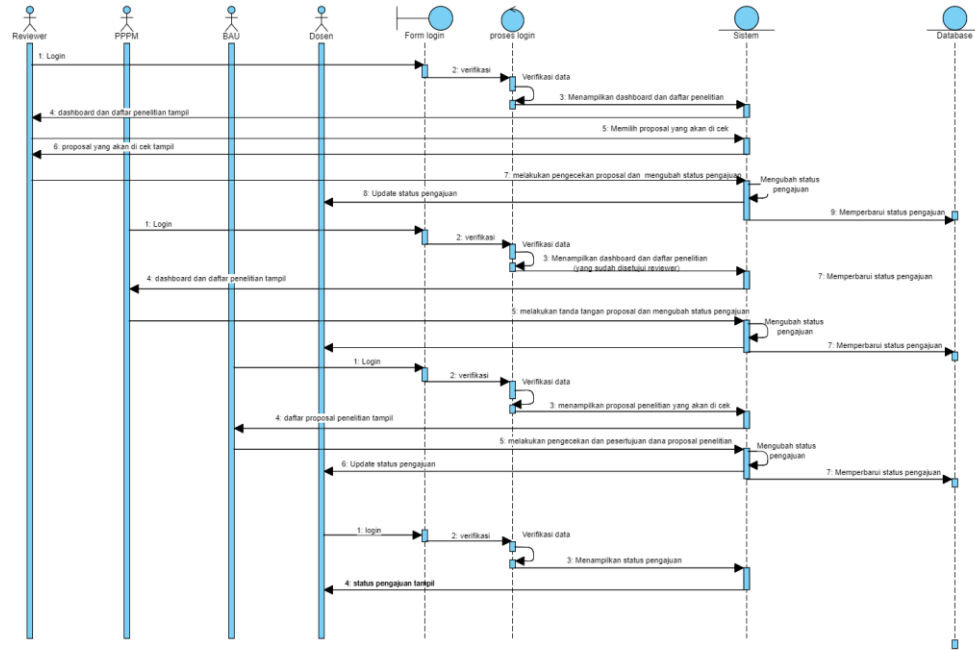 Reviewer PPPM BAU Dosen Form login proses login Sistem Database
1: Login
2: verifikasi
Verifikasi data
3: Menampilkan dashboard dan daftar penelitian
4: dashboard dan daftar penelitian tampil
5: Memilih proposal yang akan di cek
6: proposal yang akan di cek tampil
7: melakukan pengecekan proposal dan mengubah status pengajuan
Mengubah status
pengajuan
8: Update status pengajuan
9: Memperbarui status pengajuan
1: Login
2: verifikasi
Verifikasi data
3: Menampilkan dashboard dan daftar penelitian
(yang sudah disetujui reviewer)
4: dashboard dan daftar penelitian tampil
7: Memperbarui status pengajuan
5: melakukan tanda tangan proposal dan mengubah status pengajuan
Mengubah status
pengajuan
7: Memperbarui status pengajuan
1: Login
2: verifikasi
Verifikasi data
3: menampilkan proposal penelitian yang akan di cek
4: daftar proposal penelitian tampil
5: melakukan pengecekan dan pesertujuan dana proposal penelitian
Mengubah status
pengajuan
6: Update status pengajuan
7: Memperbarui status pengajuan
1: login
2: verifikasi
Verifikasi data
3: Menampilkan status pengajuan
4: status pengajuan tampil